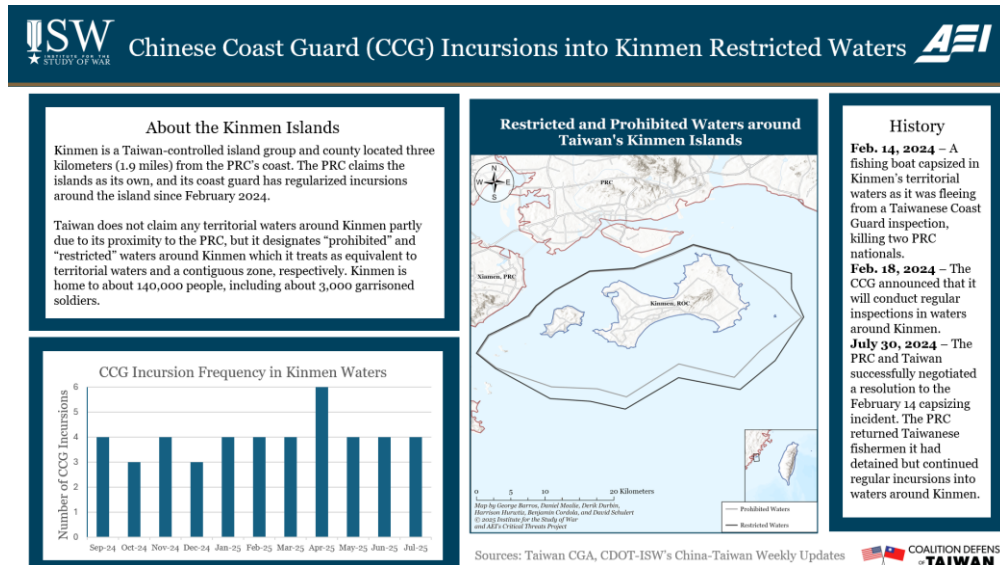 ISW
INSTITUTE FOR THE
STUDY OF WAR
Chinese Coast Guard (CCG) Incursions into Kinmen Restricted Waters
AEI
About the Kinmen Islands
Kinmen is a Taiwan-controlled island group and county located three
kilometers (1.9 miles) from the PRC's coast. The PRC claims the
islands as its own, and its coast guard has regularized incursions
around the island since February 2024.
Taiwan does not claim any territorial waters around Kinmen partly
due to its proximity to the PRC, but it designates "prohibited" and
"restricted" waters around Kinmen which it treats as equivalent to
territorial waters and a contiguous zone, respectively. Kinmen is
home to about 140,000 people, including about 3,000 garrisoned
soldiers.
CCG Incursion Frequency in Kinmen Waters
Number of CCG Incursions
6
5
4
3
2
1
0
Sep-24 Oct-24 Nov-24 Dec-24 Jan-25 Feb-25 Mar-25 Apr-25 May-25 Jun-25 Jul-25
Restricted and Prohibited Waters around
Taiwan's Kinmen Islands
N
W E
S
PRC
Xiamen, PRC
Kinmen, ROC
0 5 10 20 Kilometers
Map by George Barros, Daniel Mealie, Derik Durbin,
Harrison Hurwitz, Benjamin Cordola, and David Schulert
© 2025 Institute for the Study of War
and AEI's Critical Threats Project
Prohibited Waters
Restricted Waters
History
Feb. 14, 2024 – A
fishing boat capsized in
Kinmen's territorial
waters as it was fleeing
from a Taiwanese Coast
Guard inspection,
killing two PRC
nationals.
Feb. 18, 2024 – The
CCG announced that it
will conduct regular
inspections in waters
around Kinmen.
July 30, 2024 – The
PRC and Taiwan
successfully negotiated
a resolution to the
February 14 capsizing
incident. The PRC
returned Taiwanese
fishermen it had
detained but continued
regular incursions into
waters around Kinmen.
Sources: Taiwan CGA, CDOT-ISW's China-Taiwan Weekly Updates
COALITION DEFENS
OF TAIWAN